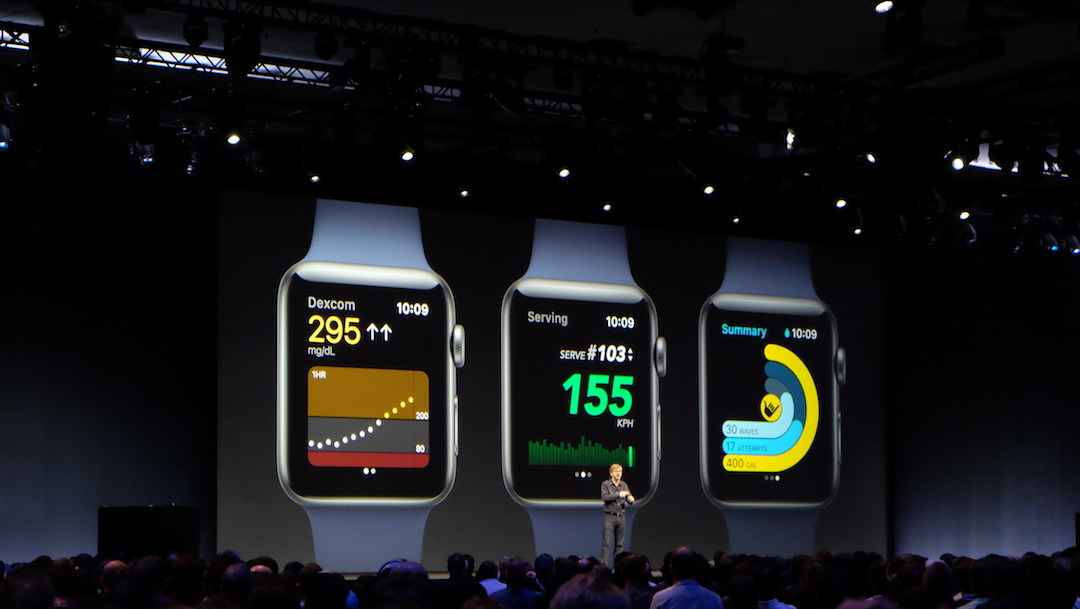 Dexcom
10:09
295 ↑↑
mg/dL
1HR
200
80
Serving
10:09
SERVE #103
155
KPH
Summary
10:09
30 WAVES
17 ATTEMPTS
400 CAL